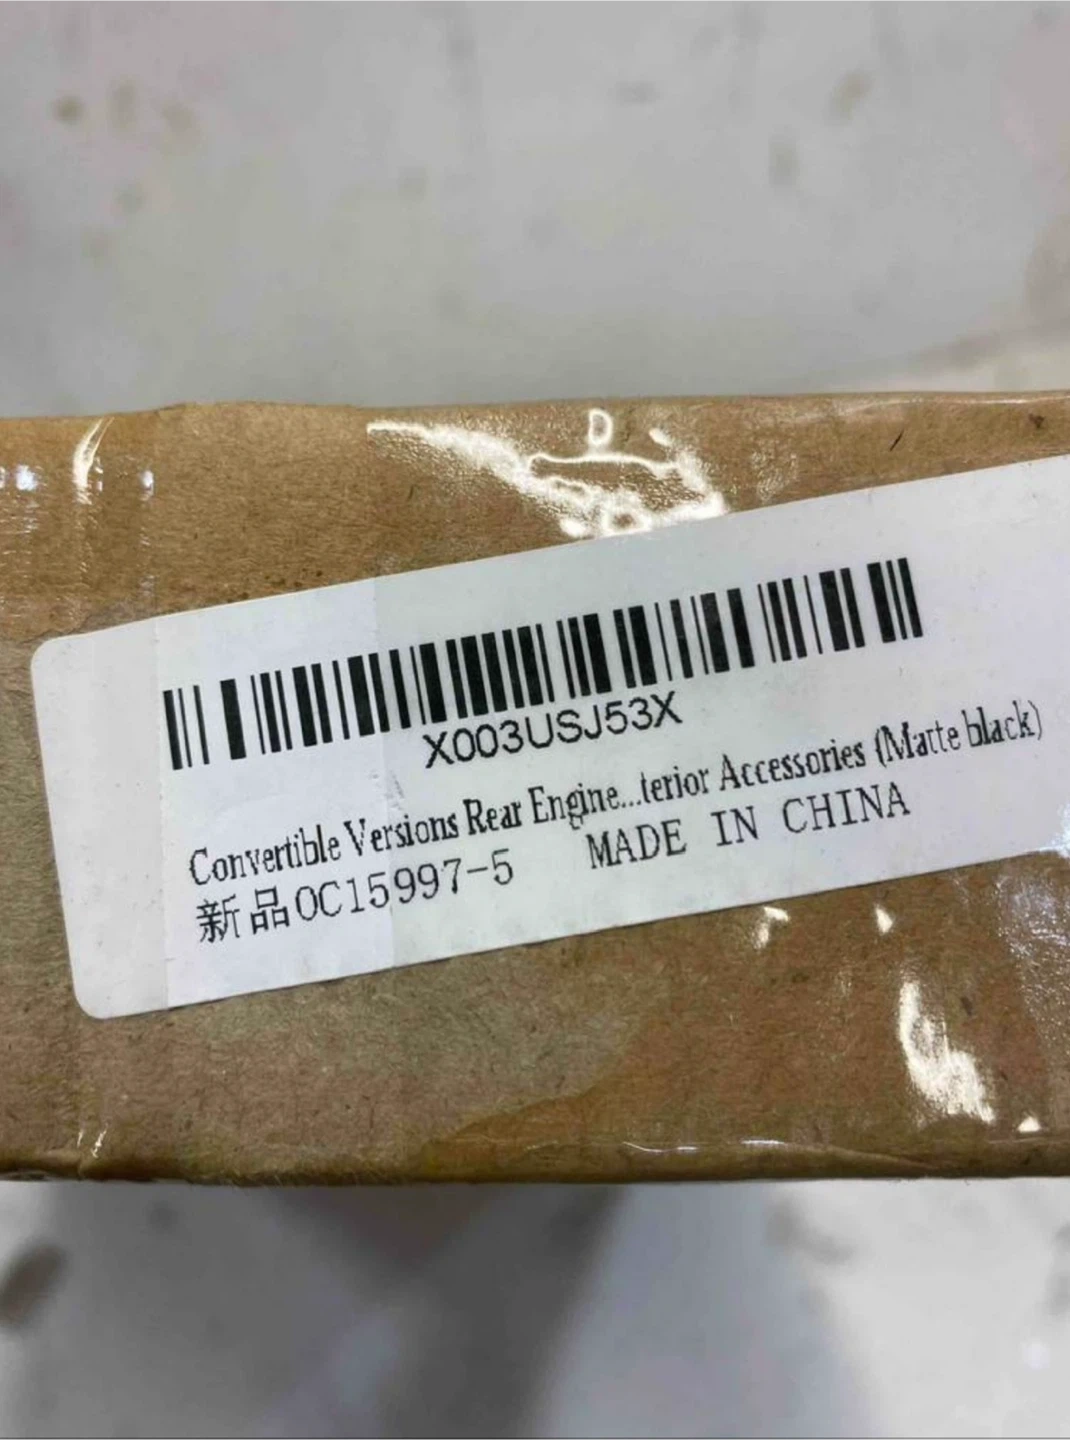 X003USJ53X
Convertible Versions Rear Engine...terior Accessories (Matte black)
新品OC15997-5 MADE IN CHINA